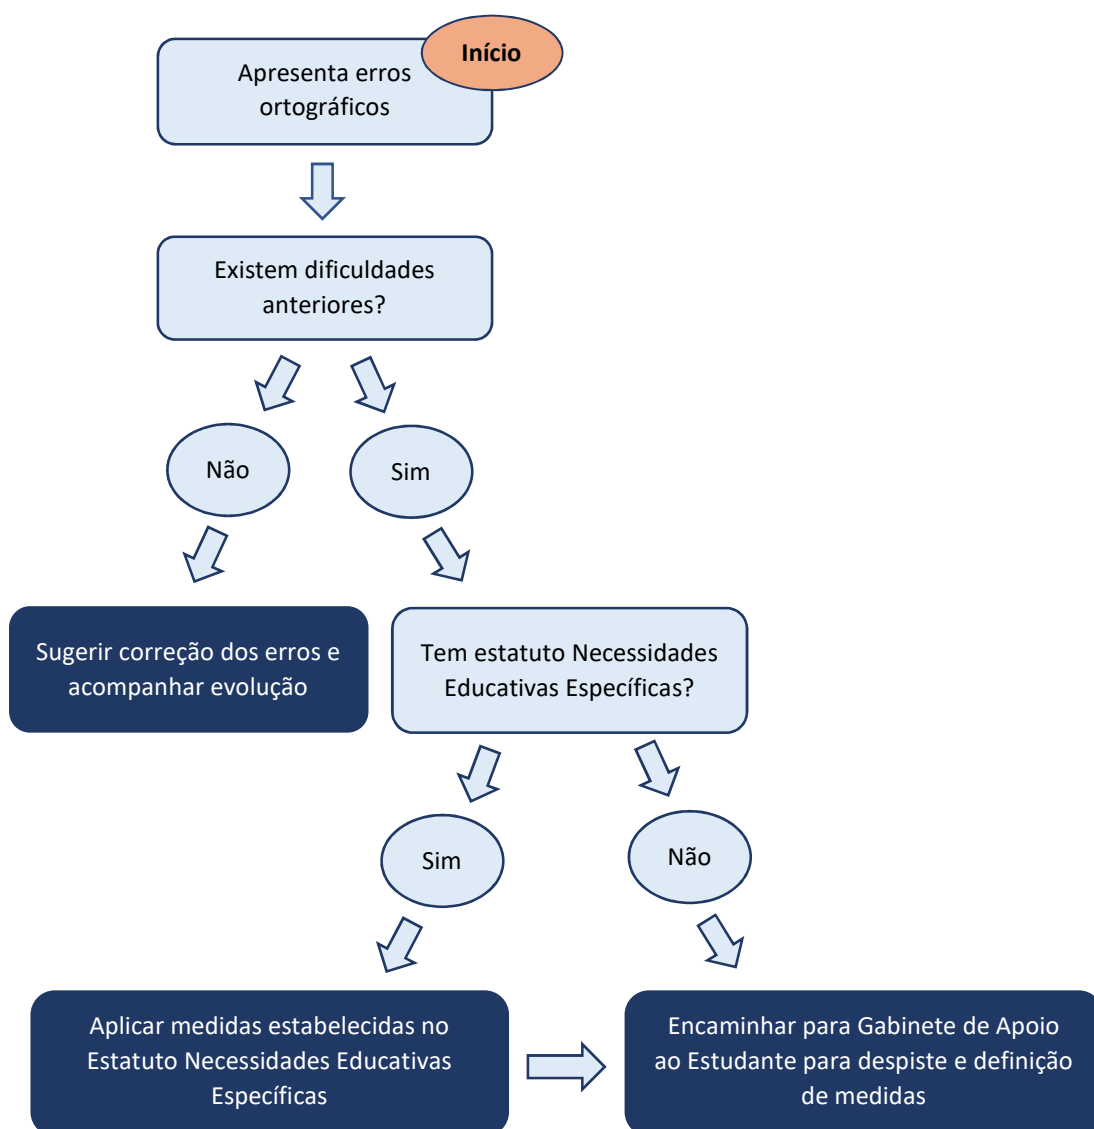 Início
Apresenta erros
ortográficos
Existem dificuldades
anteriores?
Não
Sim
Sugerir correção dos erros e
acompanhar evolução
Tem estatuto Necessidades
Educativas Específicas?
Sim
Não
Aplicar medidas estabelecidas no
Estatuto Necessidades Educativas
Específicas
Encaminhar para Gabinete de Apoio
ao Estudante para despiste e definição
de medidas